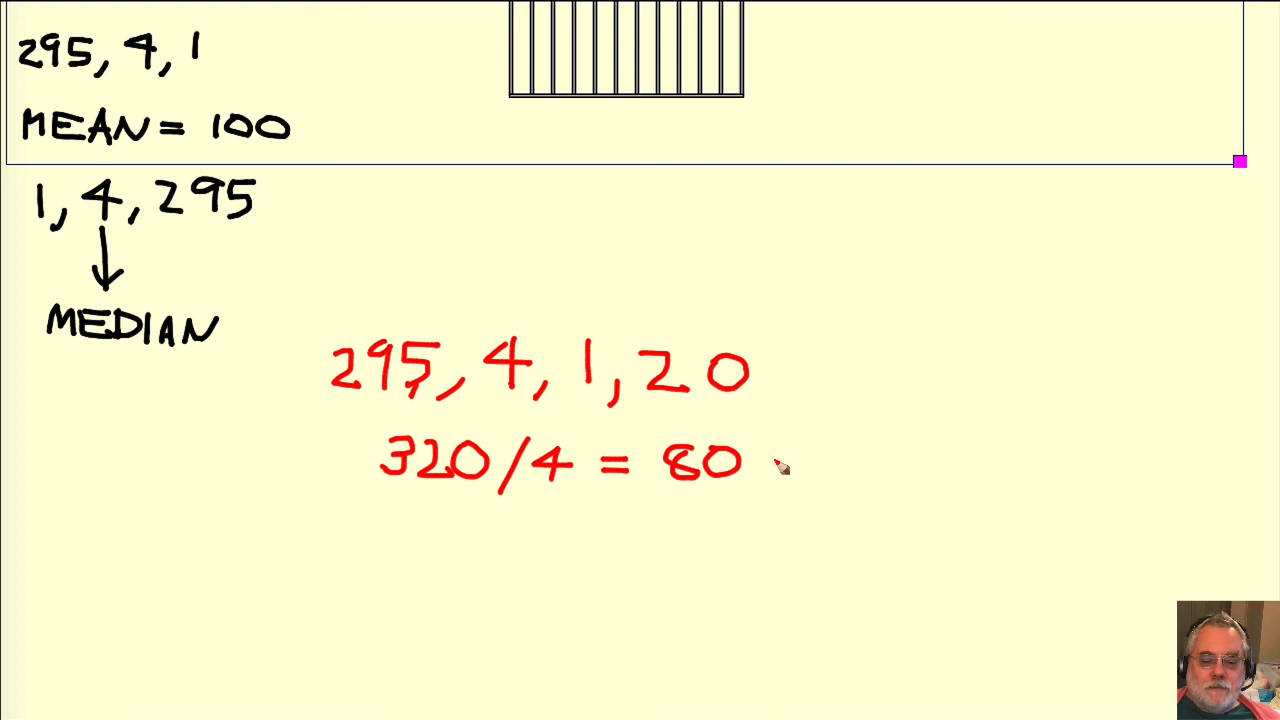 295, 4, 1
MEAN = 100
1, 4, 295
MEDIAN
295, 4, 1, 20
320/4 = 80